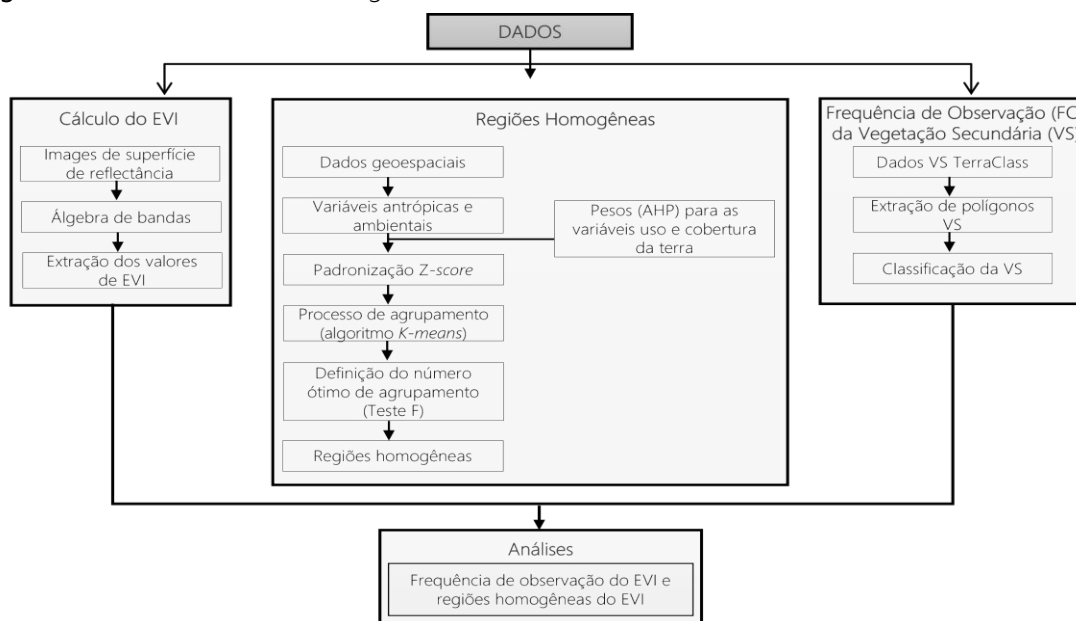 DADOS
Cálculo do EVI
Images de superfície
de reflectância
Álgebra de bandas
Extração dos valores
de EVI
Regiões Homogêneas
Dados geoespaciais
Variáveis antrópicas e
ambientais
Pesos (AHP) para as
variáveis uso e cobertura
da terra
Padronização Z-score
Processo de agrupamento
(algoritmo K-means)
Definição do número
ótimo de agrupamento
(Teste F)
Regiões homogêneas
Frequência de Observação (FO
da Vegetação Secundária (VS)
Dados VS TerraClass
Extração de polígonos
VS
Classificação da VS
Análises
Frequência de observação do EVI e
regiões homogêneas do EVI